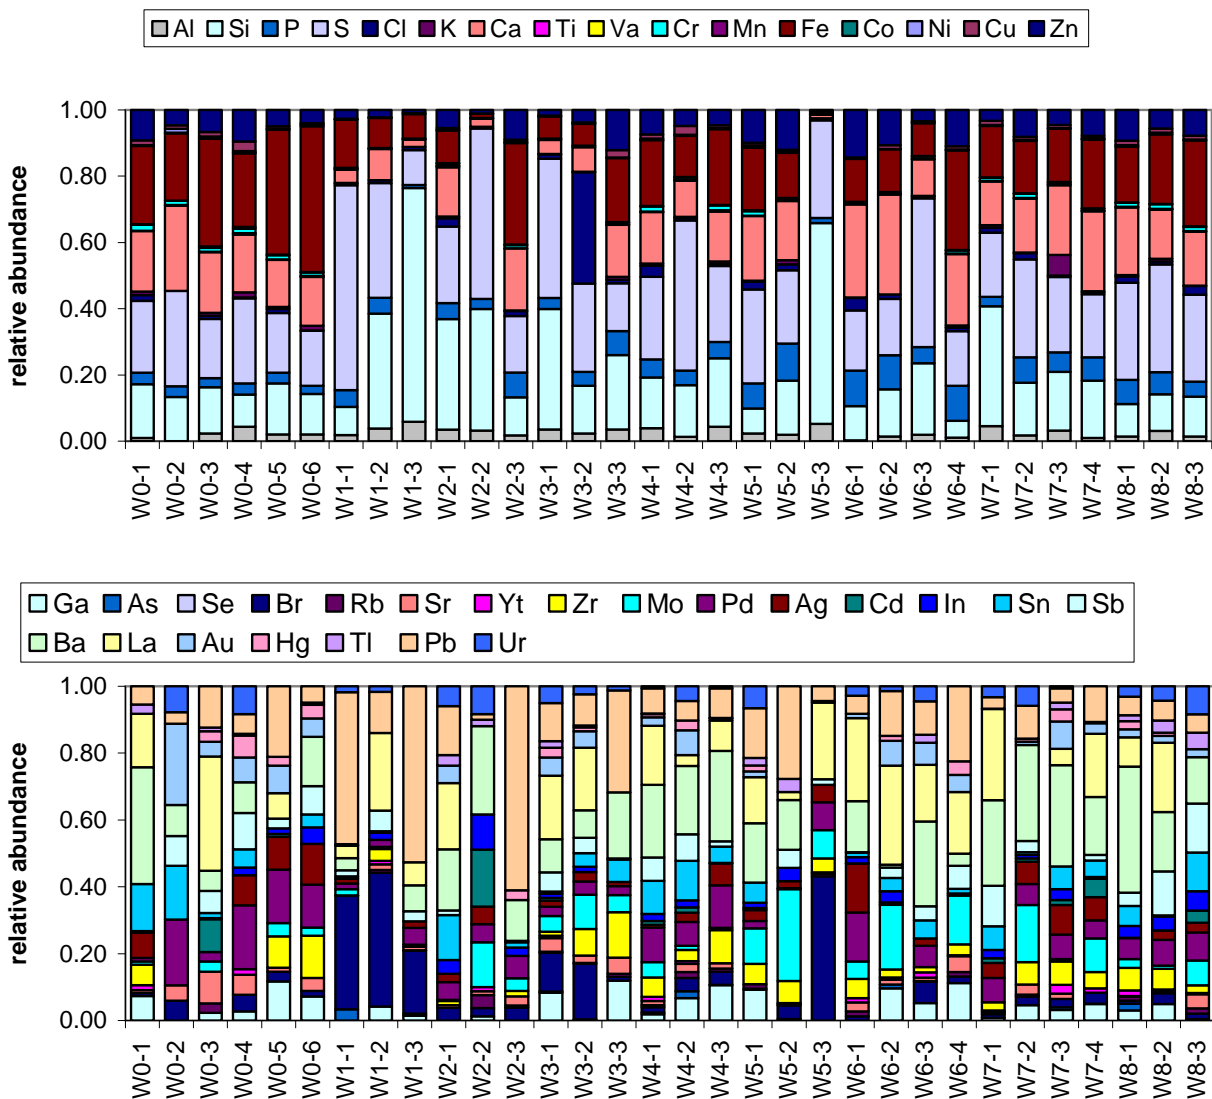 Al Si P S Cl K Ca Ti Va Cr Mn Fe Co Ni Cu Zn
relative abundance
1.00
0.80
0.60
0.40
0.20
0.00
W0-1 W0-2 W0-3 W0-4 W0-5 W0-6 W1-1 W1-2 W1-3 W2-1 W2-2 W2-3 W3-1 W3-2 W3-3 W4-1 W4-2 W4-3 W5-1 W5-2 W5-3 W6-1 W6-2 W6-3 W6-4 W7-1 W7-2 W7-3 W7-4 W8-1 W8-2 W8-3
Ga As Se Br Rb Sr Yt Zr Mo Pd Ag Cd In Sn Sb
Ba La Au Hg Tl Pb Ur
relative abundance
1.00
0.80
0.60
0.40
0.20
0.00
W0-1 W0-2 W0-3 W0-4 W0-5 W0-6 W1-1 W1-2 W1-3 W2-1 W2-2 W2-3 W3-1 W3-2 W3-3 W4-1 W4-2 W4-3 W5-1 W5-2 W5-3 W6-1 W6-2 W6-3 W6-4 W7-1 W7-2 W7-3 W7-4 W8-1 W8-2 W8-3